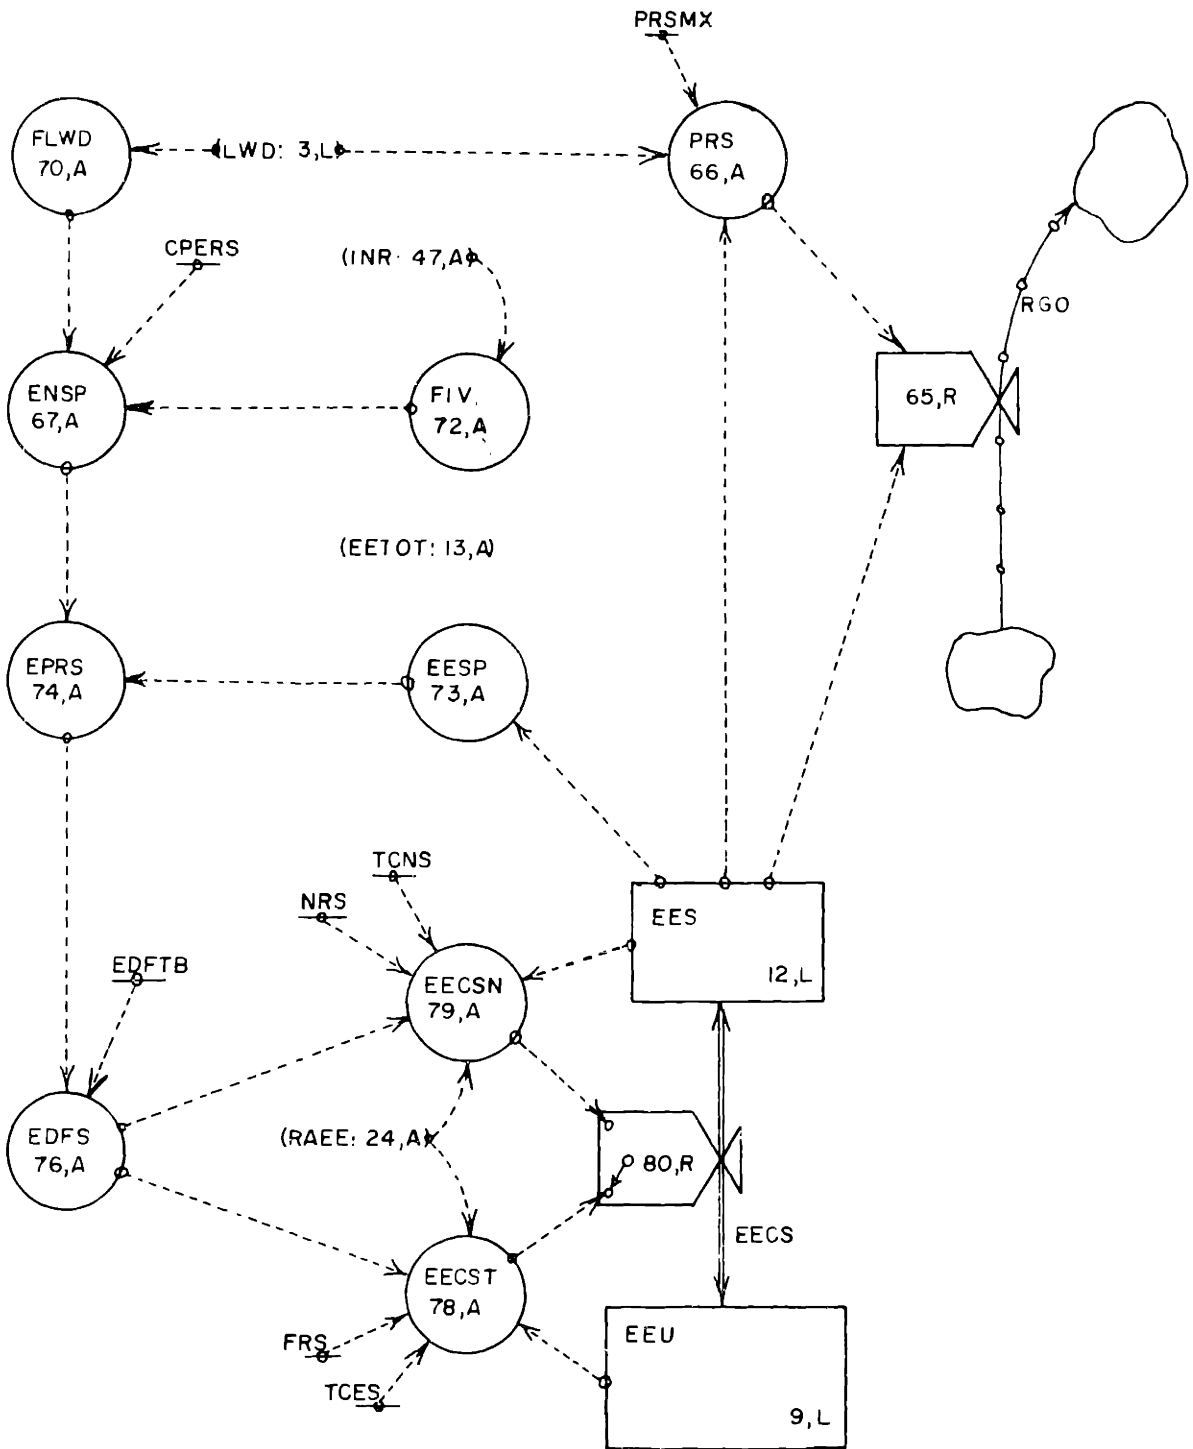 PRSMX
FLWD
70,A
(LWD: 3,L)
PRS
66,A
CPERS
(INR: 47,A)
RGO
ENSP
67,A
FIV
72,A
65,R
(EETOT: 13,A)
EPRS
74,A
EESP
73,A
TCNS
NRS
EES
12,L
EDFTB
EECSN
79,A
EDFS
76,A
(RAEE: 24,A)
80,R
EECS
EECST
78,A
FRS
TCES
EEU
9,L